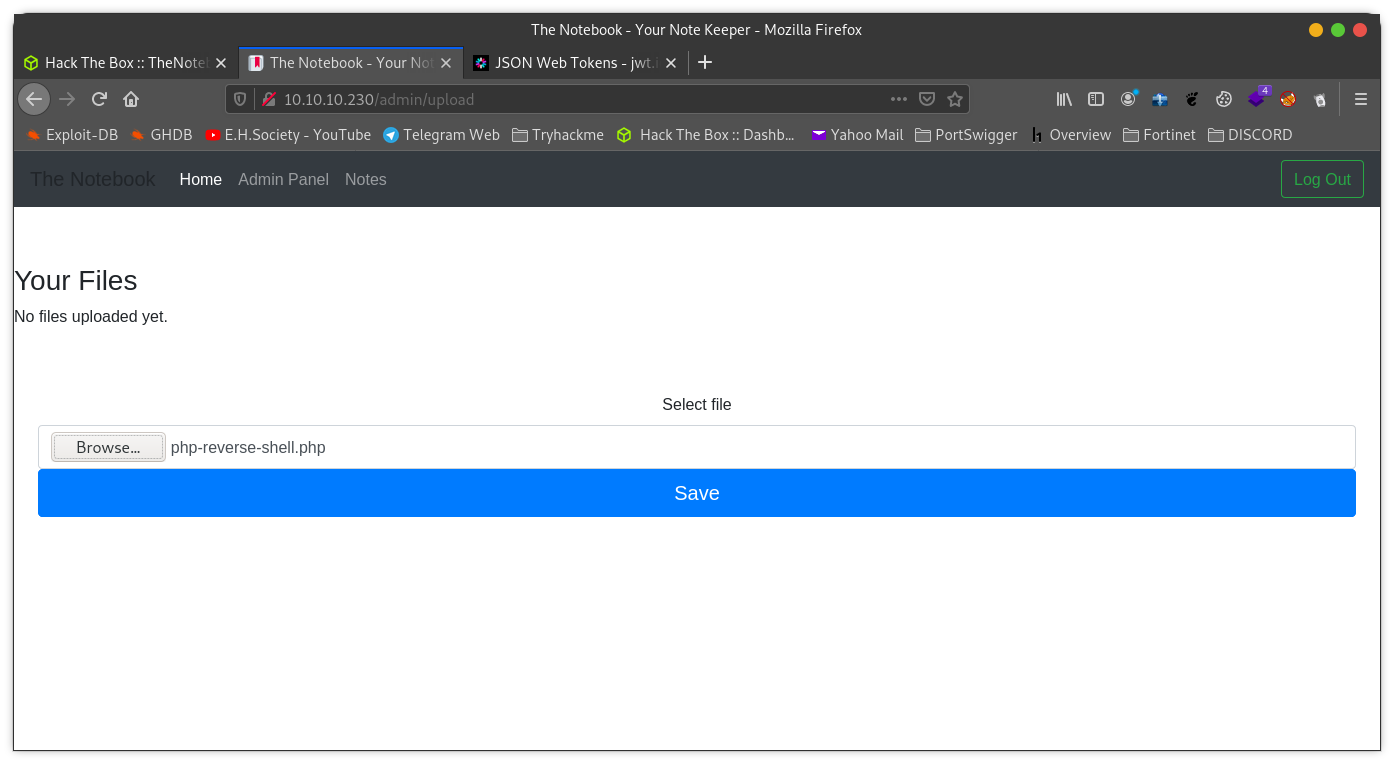 The Notebook - Your Note Keeper - Mozilla Firefox
Hack The Box :: TheNote
The Notebook - Your Not
JSON Web Tokens - jwt.i
10.10.10.230/admin/upload
4
Exploit-DB GHDB E.H.Society - YouTube Telegram Web Tryhackme Hack The Box :: Dashb... Yahoo Mail PortSwigger Overview Fortinet DISCORD
The Notebook Home Admin Panel Notes Log Out
Your Files
No files uploaded yet.
Select file
Browse... php-reverse-shell.php
Save